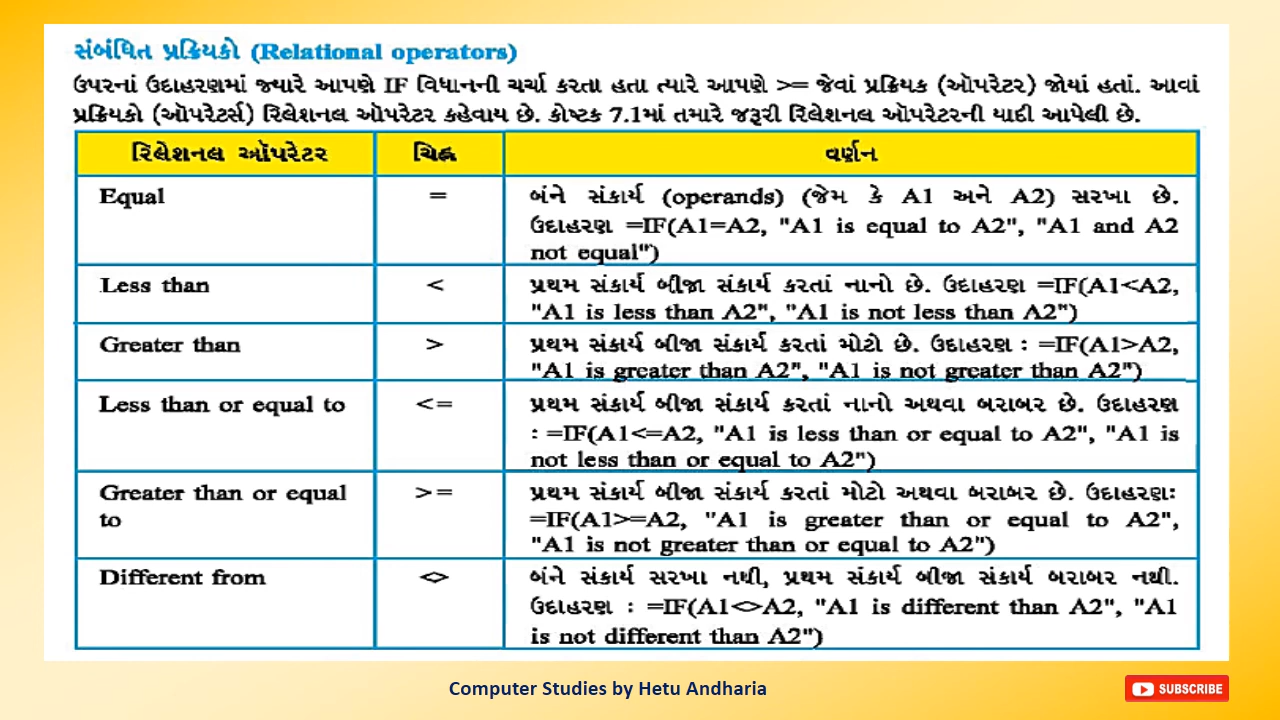 સંબંધિત પ્રક્રિયકો (Relational operators)
ઉપરનાં ઉદાહરણમાં જ્યારે આપણે IF વિધાનની ચર્ચા કરતા હતા ત્યારે આપણે >= જેવાં પ્રક્રિયક (ઑપરેટર) જોયાં હતાં. આવાં
પ્રક્રિયકો (ઑપરેટર્સ) રિલેશનલ ઑપરેટર કહેવાય છે. કોષ્ટક 7.1માં તમારે જરૂરી રિલેશનલ ઑપરેટરની યાદી આપેલી છે.
રિલેશનલ ઑપરેટર ચિહ્ન વર્ણન
Equal = બંને સંકાર્ય (operands) (જેમ કે A1 અને A2) સરખા છે.
ઉદાહરણ =IF(A1=A2, "A1 is equal to A2", "A1 and A2
not equal")
Less than < પ્રથમ સંકાર્ય બીજા સંકાર્ય કરતાં નાનો છે. ઉદાહરણ =IF(A1<A2,
"A1 is less than A2", "A1 is not less than A2")
Greater than > પ્રથમ સંકાર્ય બીજા સંકાર્ય કરતાં મોટો છે. ઉદાહરણ : =IF(A1>A2,
"A1 is greater than A2", "A1 is not greater than A2")
Less than or equal to <= પ્રથમ સંકાર્ય બીજા સંકાર્ય કરતાં નાનો અથવા બરાબર છે. ઉદાહરણ
: =IF(A1<=A2, "A1 is less than or equal to A2", "A1 is
not less than or equal to A2")
Greater than or equal >= પ્રથમ સંકાર્ય બીજા સંકાર્ય કરતાં મોટો અથવા બરાબર છે. ઉદાહરણઃ
to =IF(A1>=A2, "A1 is greater than or equal to A2",
"A1 is not greater than or equal to A2")
Different from <> બંને સંકાર્ય સરખા નથી, પ્રથમ સંકાર્ય બીજા સંકાર્ય બરાબર નથી.
ઉદાહરણ : =IF(A1<>A2, "A1 is different than A2", "A1
is not different than A2")
Computer Studies by Hetu Andharia
SUBSCRIBE